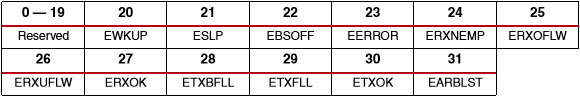 0 — 19 20 21 22 23 24 25
Reserved EWKUP ESLP EBSOFF EERROR ERXNEMP ERXOFLW
26 27 28 29 30 31
ERXUFLW ERXOK ETXBFLL ETXFLL ETXOK EARBLST